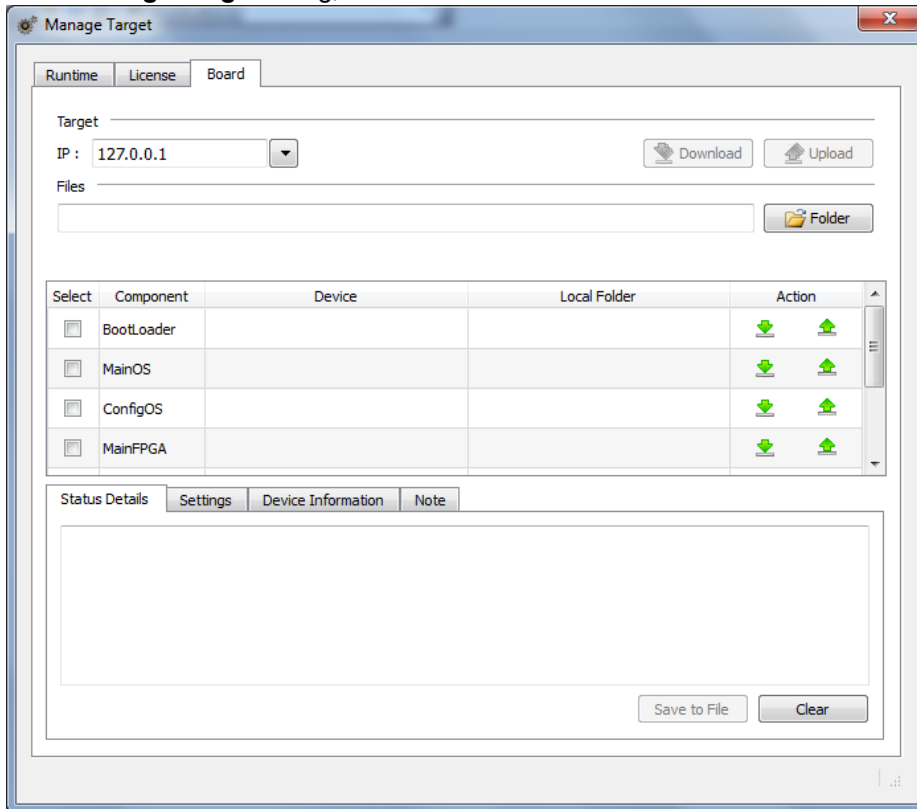 Manage Target
Runtime License Board
Target
IP : 127.0.0.1 Download Upload
Files
Folder
Select Component Device Local Folder Action
BootLoader
MainOS
ConfigOS
MainFPGA
Status Details Settings Device Information Note
Save to File Clear